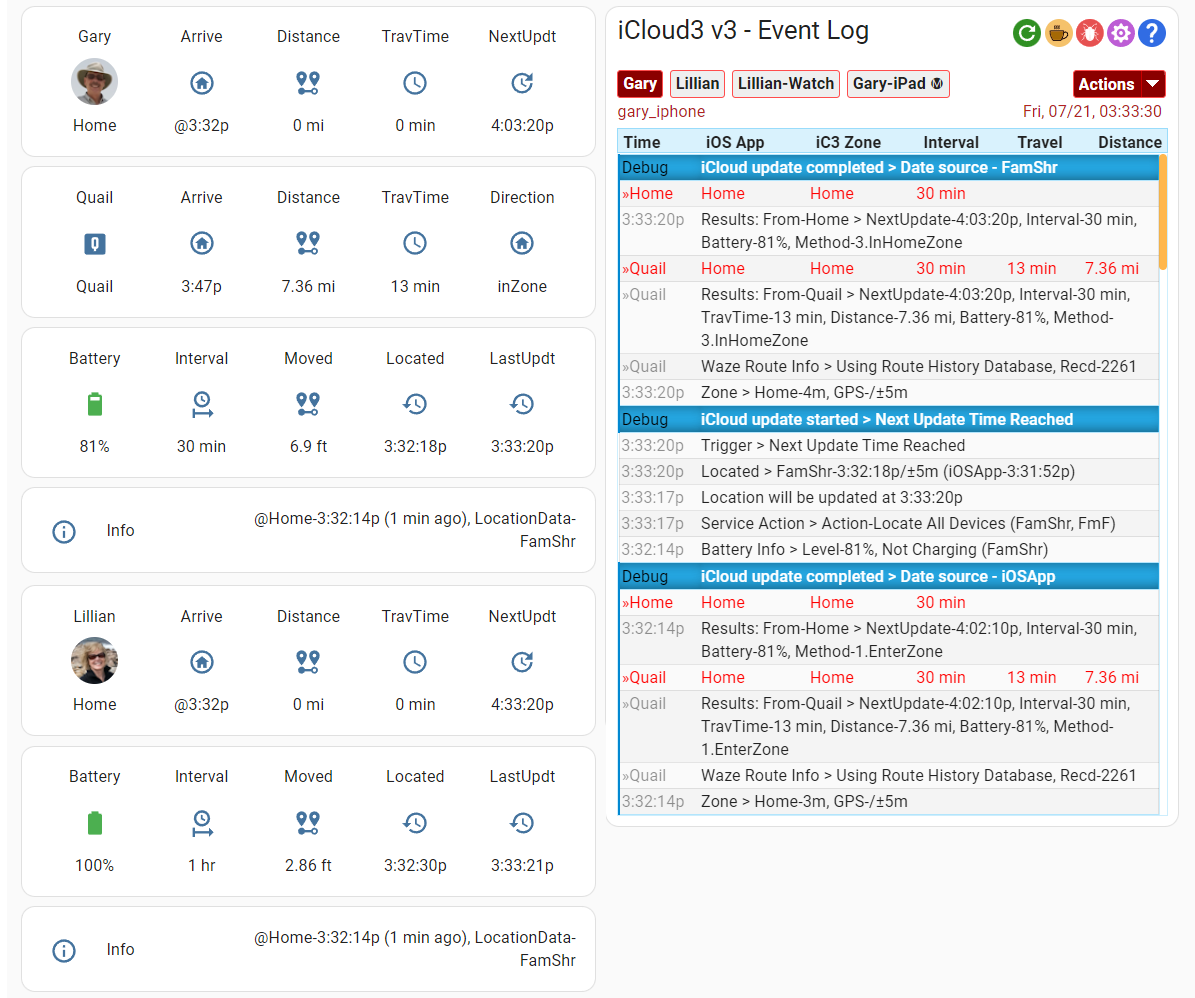 Gary Arrive Distance TravTime NextUpdt
Home @3:32p 0 mi 0 min 4:03:20p
Quail Arrive Distance TravTime Direction
Q
Quail 3:47p 7.36 mi 13 min inZone
Battery Interval Moved Located LastUpdt
81% 30 min 6.9 ft 3:32:18p 3:33:20p
Info @Home-3:32:14p (1 min ago), LocationData-
FamShr
Lillian Arrive Distance TravTime NextUpdt
Home @3:32p 0 mi 0 min 4:33:20p
Battery Interval Moved Located LastUpdt
100% 1 hr 2.86 ft 3:32:30p 3:33:21p
Info @Home-3:32:14p (1 min ago), LocationData-
FamShr
iCloud3 v3 - Event Log
?
Gary Lillian Lillian-Watch Gary-iPad Ⓜ Actions
gary_iphone Fri, 07/21, 03:33:30
Time iOS App iC3 Zone Interval Travel Distance
Debug iCloud update completed > Date source - FamShr
»Home Home Home 30 min
3:33:20p Results: From-Home > NextUpdate-4:03:20p, Interval-30 min,
Battery-81%, Method-3.InHomeZone
»Quail Home Home 30 min 13 min 7.36 mi
»Quail Results: From-Quail > NextUpdate-4:03:20p, Interval-30 min,
TravTime-13 min, Distance-7.36 mi, Battery-81%, Method-
3.InHomeZone
»Quail Waze Route Info > Using Route History Database, Recd-2261
3:33:20p Zone > Home-4m, GPS-/±5m
Debug iCloud update started > Next Update Time Reached
3:33:20p Trigger > Next Update Time Reached
3:33:20p Located > FamShr-3:32:18p/±5m (iOSApp-3:31:52p)
3:33:17p Location will be updated at 3:33:20p
3:33:17p Service Action > Action-Locate All Devices (FamShr, FmF)
3:32:14p Battery Info > Level-81%, Not Charging (FamShr)
Debug iCloud update completed > Date source - iOSApp
»Home Home Home 30 min
3:32:14p Results: From-Home > NextUpdate-4:02:10p, Interval-30 min,
Battery-81%, Method-1.EnterZone
»Quail Home Home 30 min 13 min 7.36 mi
»Quail Results: From-Quail > NextUpdate-4:02:10p, Interval-30 min,
TravTime-13 min, Distance-7.36 mi, Battery-81%, Method-
1.EnterZone
»Quail Waze Route Info > Using Route History Database, Recd-2261
3:32:14p Zone > Home-3m, GPS-/±5m